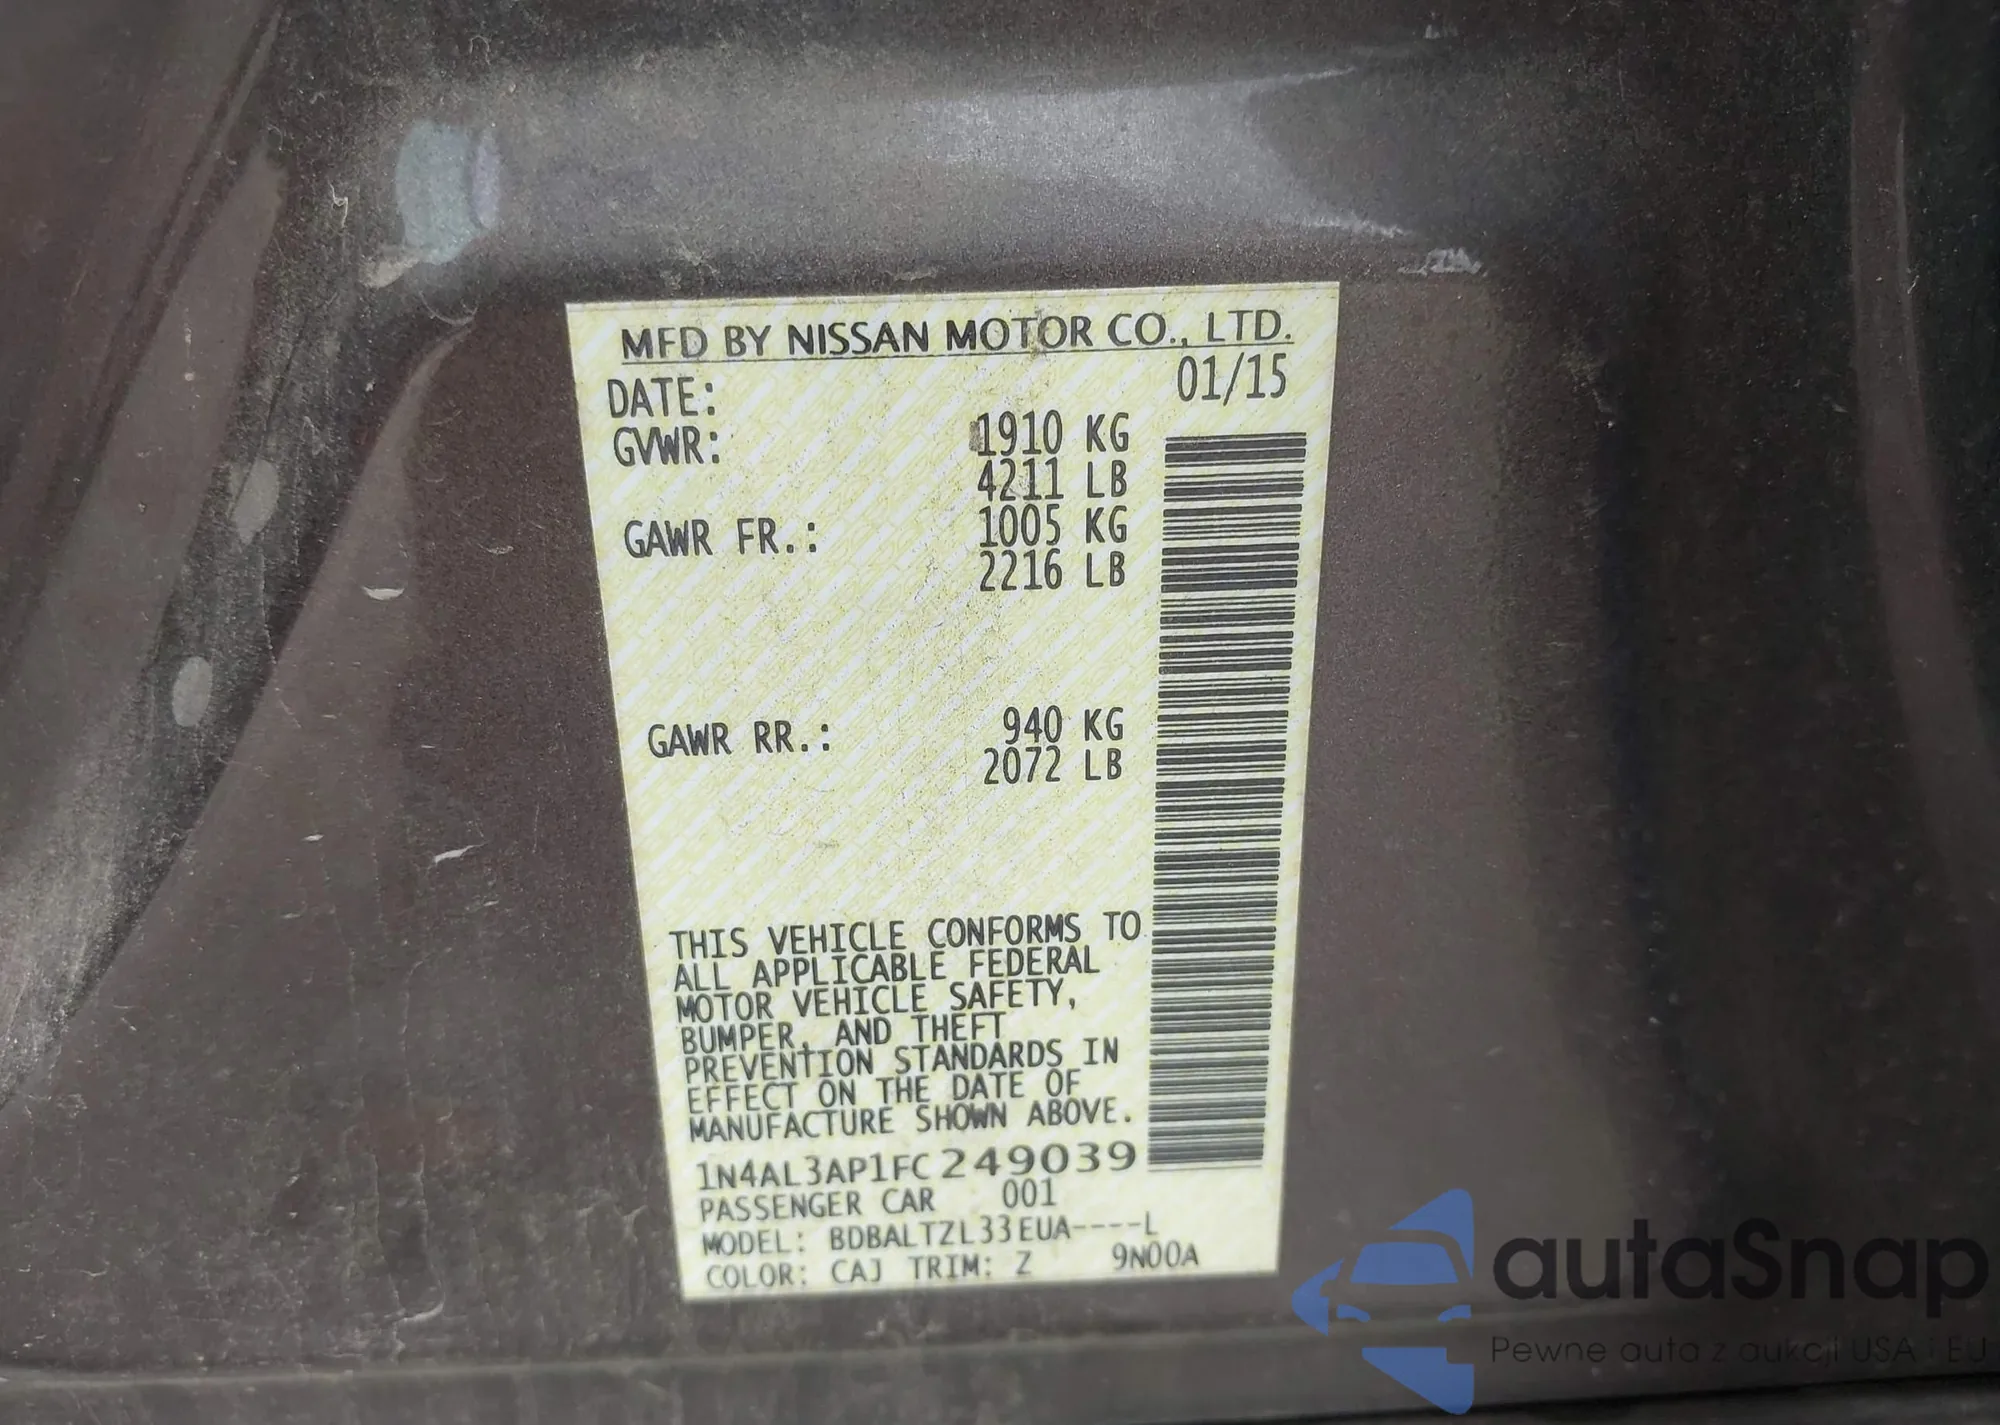 MFD BY NISSAN MOTOR CO., LTD.
DATE: 01/15
GVWR: 1910 KG
4211 LB
GAWR FR.: 1005 KG
2216 LB
GAWR RR.: 940 KG
2072 LB
THIS VEHICLE CONFORMS TO
ALL APPLICABLE FEDERAL
MOTOR VEHICLE SAFETY,
BUMPER, AND THEFT
PREVENTION STANDARDS IN
EFFECT ON THE DATE OF
MANUFACTURE SHOWN ABOVE.
1N4AL3AP1FC249039
PASSENGER CAR 001
MODEL: BDBALTZL33EUA----L
COLOR: CAJ TRIM: Z 9N00A
autaSnap
Pewne auta z aukcji USA i EU